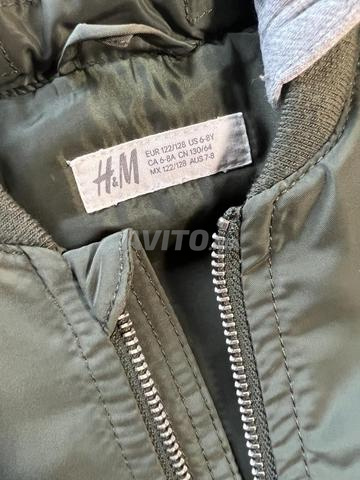 H&M
EUR 122/128 US 6-8Y
CA 6-8A CN 130/64
MX 122/128 AUS 7-8
AVITO